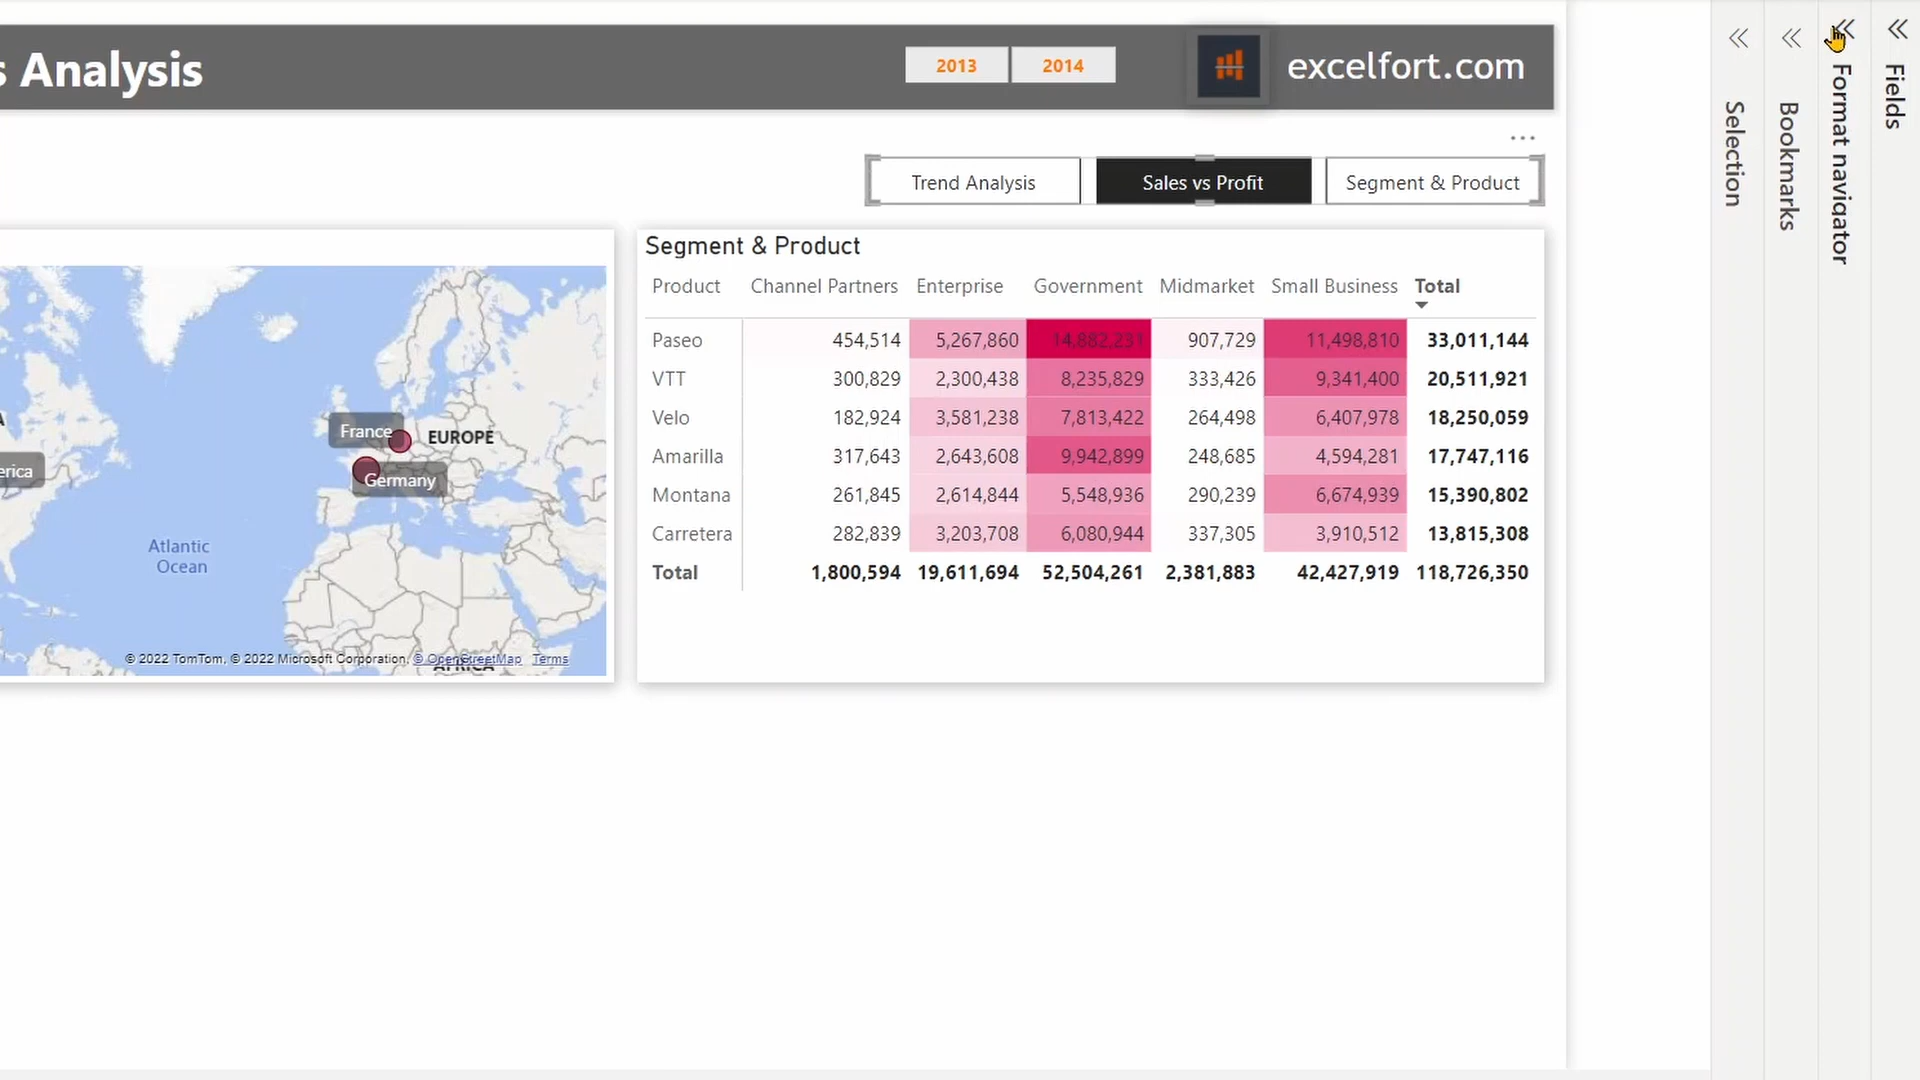 s Analysis
2013
2014
excelfort.com
Trend Analysis
Sales vs Profit
Segment & Product
France
EUROPE
erica
Germany
Atlantic
Ocean
AFRICA
© 2022 TomTom, © 2022 Microsoft Corporation, © OpenStreetMap Terms
Segment & Product
Product Channel Partners Enterprise Government Midmarket Small Business Total
Paseo 454,514 5,267,860 14,882,231 907,729 11,498,810 33,011,144
VTT 300,829 2,300,438 8,235,829 333,426 9,341,400 20,511,921
Velo 182,924 3,581,238 7,813,422 264,498 6,407,978 18,250,059
Amarilla 317,643 2,643,608 9,942,899 248,685 4,594,281 17,747,116
Montana 261,845 2,614,844 5,548,936 290,239 6,674,939 15,390,802
Carretera 282,839 3,203,708 6,080,944 337,305 3,910,512 13,815,308
Total 1,800,594 19,611,694 52,504,261 2,381,883 42,427,919 118,726,350
Selection
Bookmarks
Format navigator
Fields